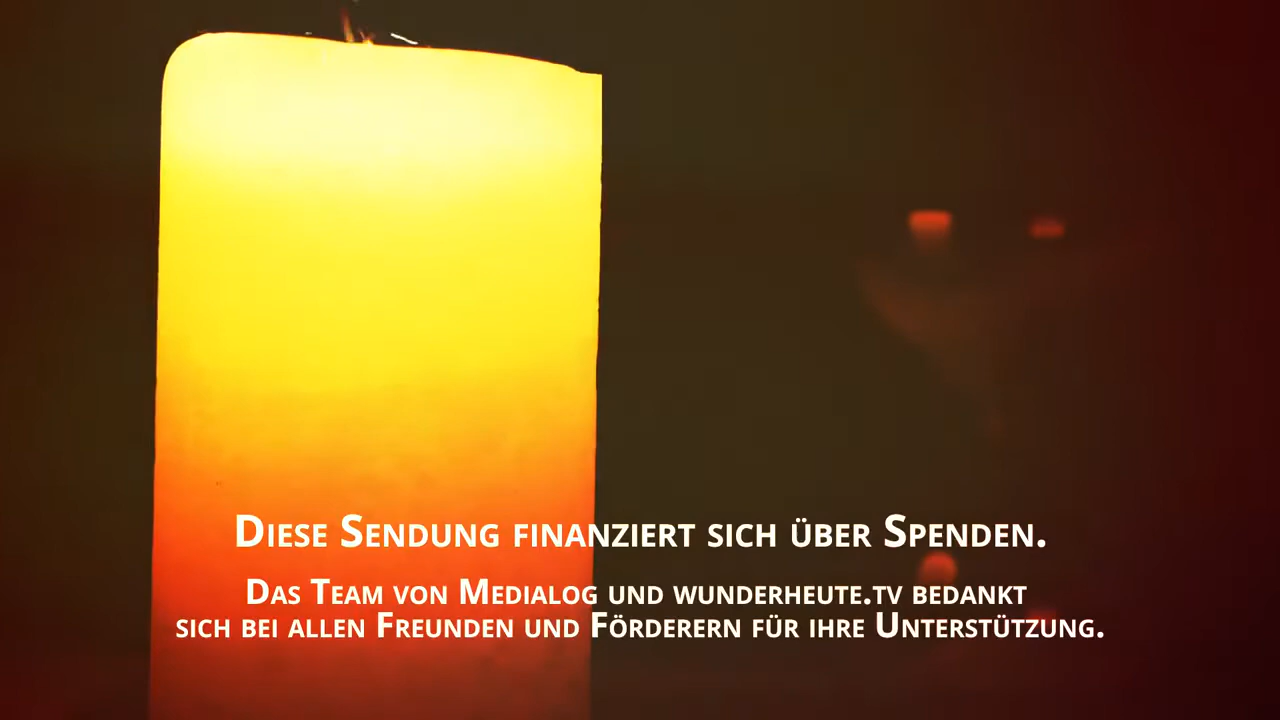 Diese Sendung finanziert sich über Spenden.
Das Team von Medialog und wunderheute.tv bedankt
sich bei allen Freunden und Förderern für ihre Unterstützung.